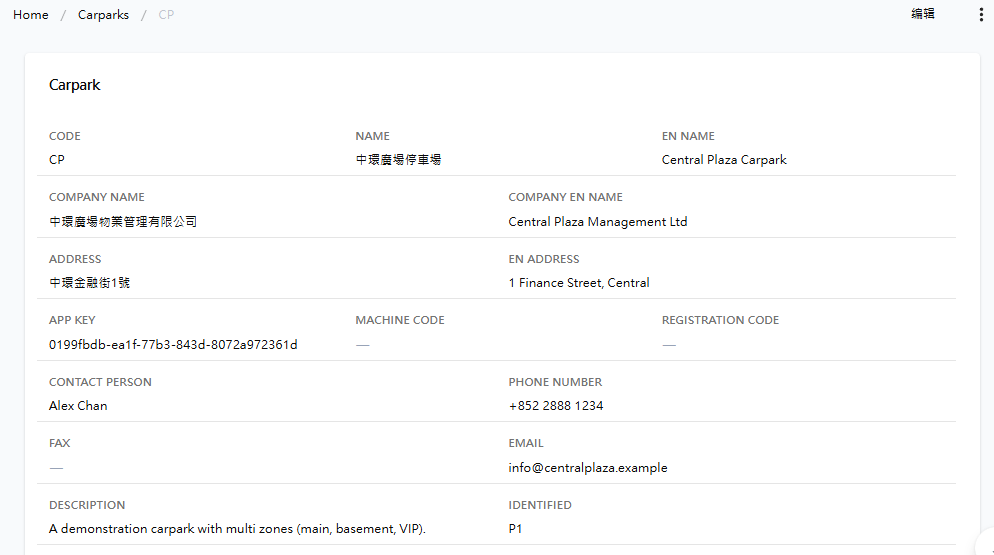 Home / Carparks / CP 编辑
Carpark
CODE NAME EN NAME
CP 中環廣場停車場 Central Plaza Carpark
COMPANY NAME COMPANY EN NAME
中環廣場物業管理有限公司 Central Plaza Management Ltd
ADDRESS EN ADDRESS
中環金融街1號 1 Finance Street, Central
APP KEY MACHINE CODE REGISTRATION CODE
0199fbdb-ea1f-77b3-843d-8072a972361d — —
CONTACT PERSON PHONE NUMBER
Alex Chan +852 2888 1234
FAX EMAIL
— info@centralplaza.example
DESCRIPTION IDENTIFIED
A demonstration carpark with multi zones (main, basement, VIP). P1